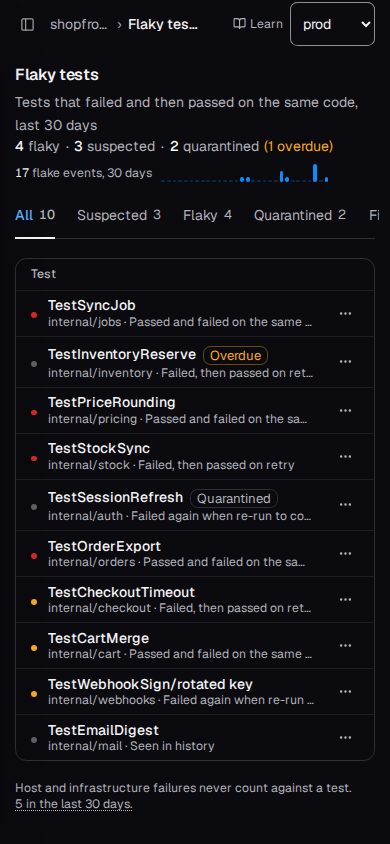 shopfro… › Flaky tes… Learn prod
Flaky tests
Tests that failed and then passed on the same code,
last 30 days
4 flaky · 3 suspected · 2 quarantined (1 overdue)
17 flake events, 30 days
All 10 Suspected 3 Flaky 4 Quarantined 2 Fi
Test
TestSyncJob
internal/jobs · Passed and failed on the same …
TestInventoryReserve Overdue
internal/inventory · Failed, then passed on ret…
TestPriceRounding
internal/pricing · Passed and failed on the sa…
TestStockSync
internal/stock · Failed, then passed on retry
TestSessionRefresh Quarantined
internal/auth · Failed again when re-run to co…
TestOrderExport
internal/orders · Passed and failed on the sa…
TestCheckoutTimeout
internal/checkout · Failed, then passed on ret…
TestCartMerge
internal/cart · Passed and failed on the same …
TestWebhookSign/rotated key
internal/webhooks · Failed again when re-run …
TestEmailDigest
internal/mail · Seen in history
Host and infrastructure failures never count against a test.
5 in the last 30 days.